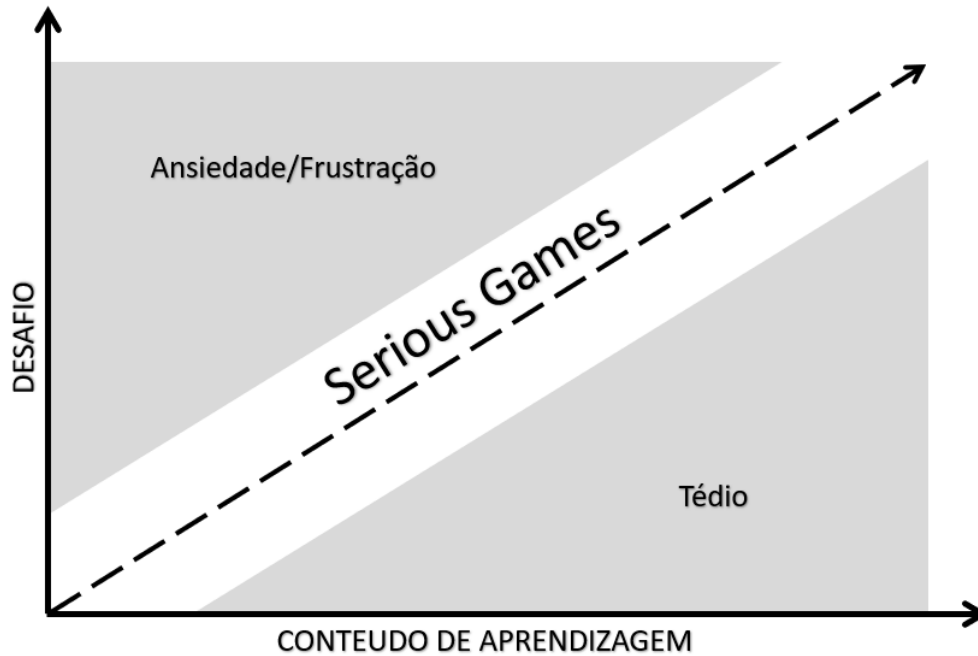 Ansiedade/Frustração
Serious Games
DESAFIO
Tédio
CONTEUDO DE APRENDIZAGEM